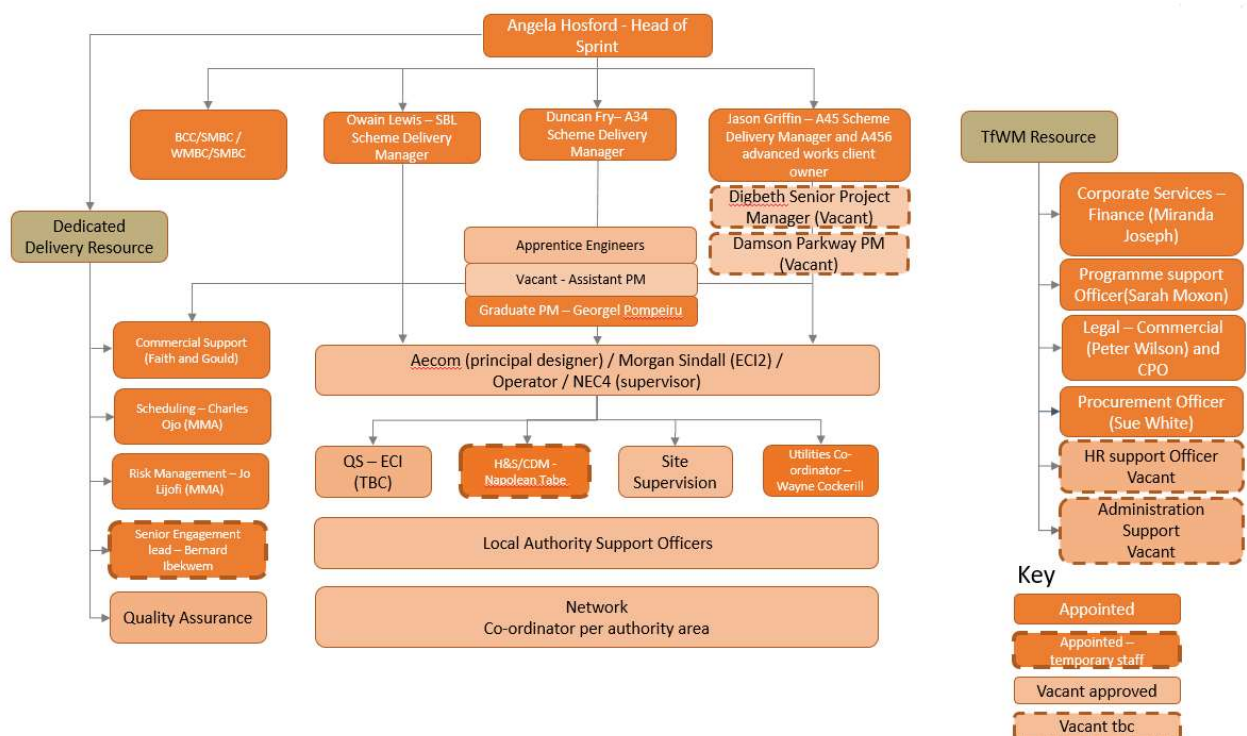 Angela Hosford - Head of
Sprint
BCC/SMBC /
WMBC/SMBC
Owain Lewis – SBL
Scheme Delivery
Manager
Duncan Fry– A34
Scheme Delivery
Manager
Jason Griffin – A45 Scheme
Delivery Manager and A456
advanced works client
owner
Digbeth Senior Project
Manager (Vacant)
Damson Parkway PM
(Vacant)
Dedicated
Delivery Resource
Apprentice Engineers
Vacant - Assistant PM
Graduate PM – Georgel Pompeiru
Commercial Support
(Faith and Gould)
Scheduling – Charles
Ojo (MMA)
Risk Management – Jo
Lijofi (MMA)
Senior Engagement
lead – Bernard
Ibekwem
Quality Assurance
Aecom (principal designer) / Morgan Sindall (ECI2) /
Operator / NEC4 (supervisor)
QS – ECI
(TBC)
H&S/CDM -
Napolean Tabe
Site
Supervision
Utilities Co-
ordinator –
Wayne Cockerill
Local Authority Support Officers
Network
Co-ordinator per authority area
TfWM Resource
Corporate Services –
Finance (Miranda
Joseph)
Programme support
Officer(Sarah Moxon)
Legal – Commercial
(Peter Wilson) and
CPO
Procurement Officer
(Sue White)
HR support Officer
Vacant
Administration
Support
Vacant
Key
Appointed
Appointed –
temporary staff
Vacant approved
Vacant tbc